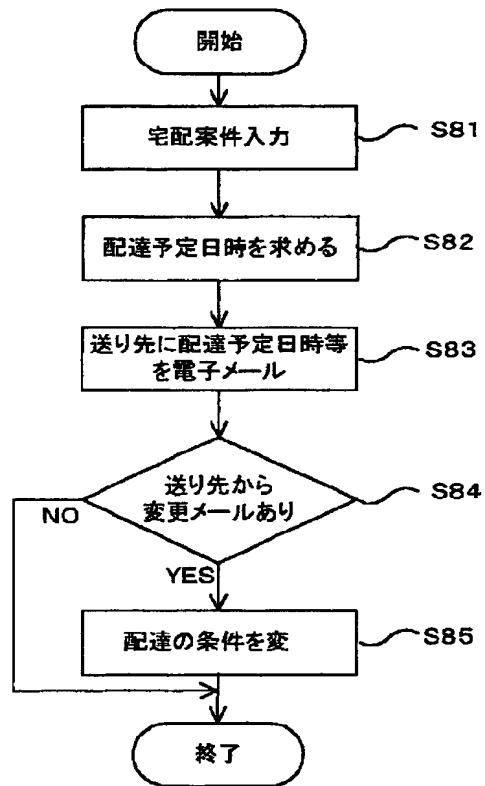 開始
宅配案件入力
S81
配達予定日時を求める
S82
送り先に配達予定日時等
を電子メール
S83
送り先から
変更メールあり
S84
NO
YES
配達の条件を変
S85
終了